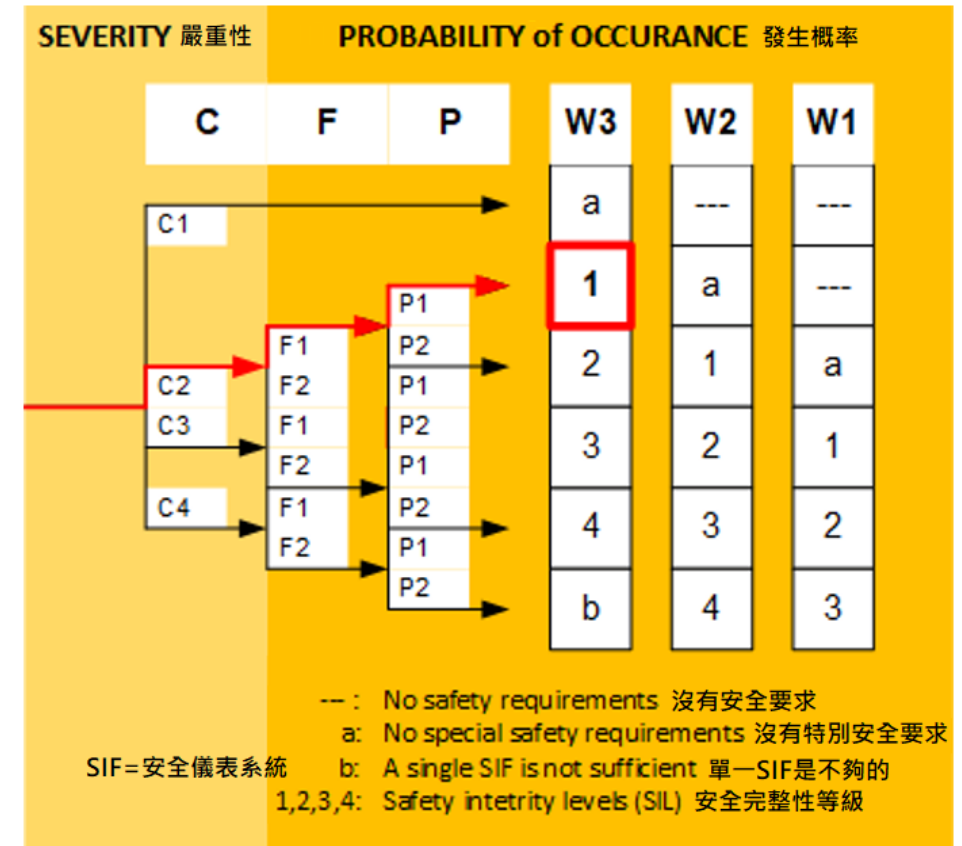 SEVERITY 嚴重性 PROBABILITY of OCCURANCE 發生概率
C F P W3 W2 W1
C1 a --- ---
P1 1 a ---
F1 P2 2 1 a
C2 F2 P1
C3 F1 P2 3 2 1
F2 P1
C4 F1 P2 4 3 2
F2 P1
P2 b 4 3
--- : No safety requirements 沒有安全要求
a: No special safety requirements 沒有特別安全要求
SIF=安全儀表系統 b: A single SIF is not sufficient 單一SIF是不夠的
1,2,3,4: Safety intetrity levels (SIL) 安全完整性等級